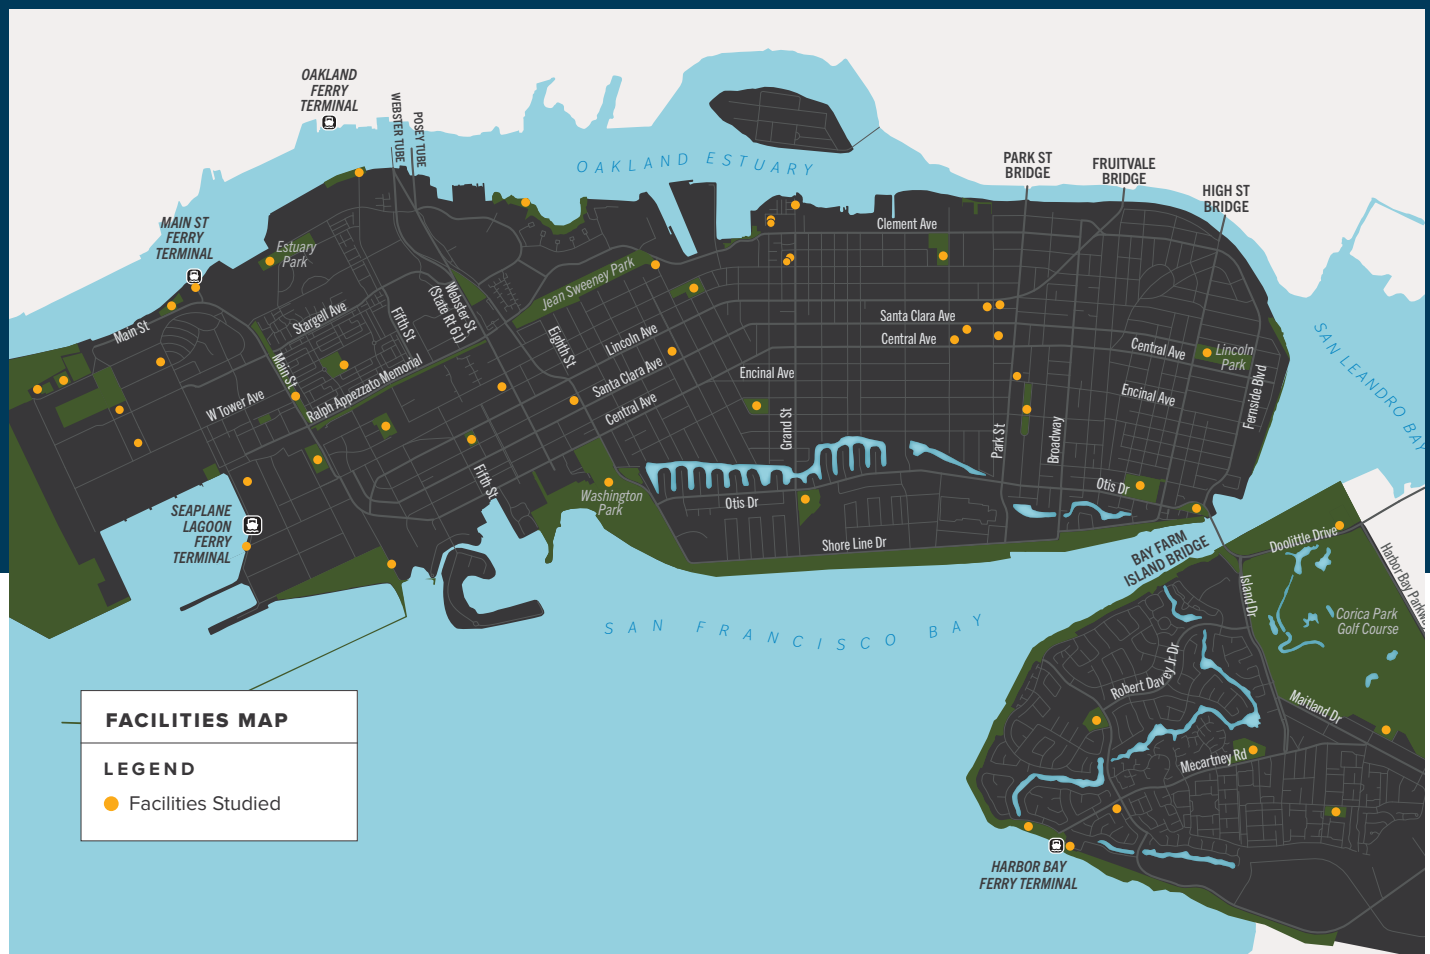 OAKLAND
FERRY
TERMINAL
WEBSTER TUBE
POSEY TUBE
OAKLAND ESTUARY
PARK ST
BRIDGE
FRUITVALE
BRIDGE
HIGH ST
BRIDGE
MAIN ST
FERRY
TERMINAL
Estuary
Park
Clement Ave
Jean Sweeney Park
Webster St
(State Rt 61)
Stargell Ave
Fifth St
Main St
Eighth St
Lincoln Ave
Santa Clara Ave
Central Ave
SAN LEANDRO BAY
Central Ave
Lincoln
Park
Main St
Ralph Appezzato Memorial
Santa Clara Ave
Encinal Ave
W Tower Ave
Central Ave
Encinal Ave
Fernside Blvd
Grand St
Park St
Broadway
Fifth St
Otis Dr
Washington
Park
Otis Dr
SEAPLANE
LAGOON
FERRY
TERMINAL
Shore Line Dr
BAY FARM
ISLAND BRIDGE
Doolittle Drive
Harbor Bay Parkway
Island Dr
Corica Park
Golf Course
SAN FRANCISCO BAY
Robert Davey Jr. Dr
Maitland Dr
Mecartney Rd
FACILITIES MAP
LEGEND
Facilities Studied
HARBOR BAY
FERRY TERMINAL